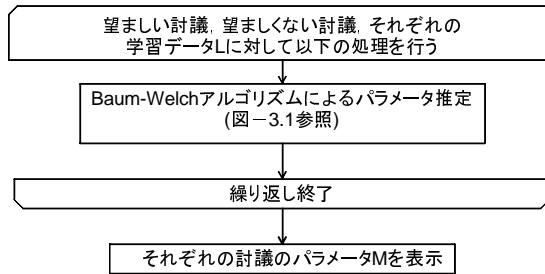 望ましい討議, 望ましくない討議, それぞれの
学習データLに対して以下の処理を行う
Baum-Welchアルゴリズムによるパラメータ推定
(図－3.1参照)
繰り返し終了
それぞれの討議のパラメータMを表示